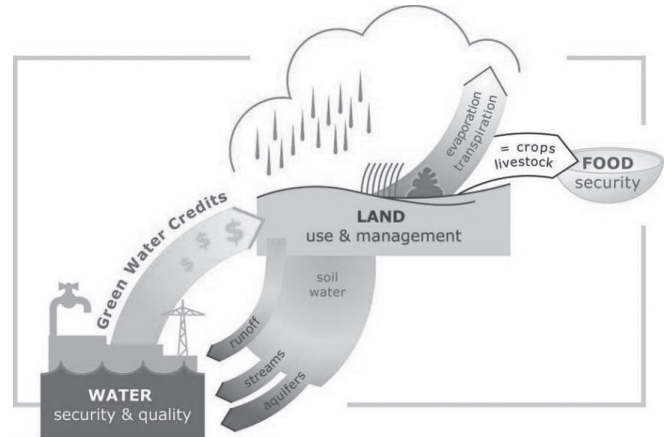 evaporation
transpiration
= crops
livestock
FOOD
security
Green Water Credits
$ $ $
LAND
use & management
soil
water
runoff
streams
aquifers
WATER
security & quality